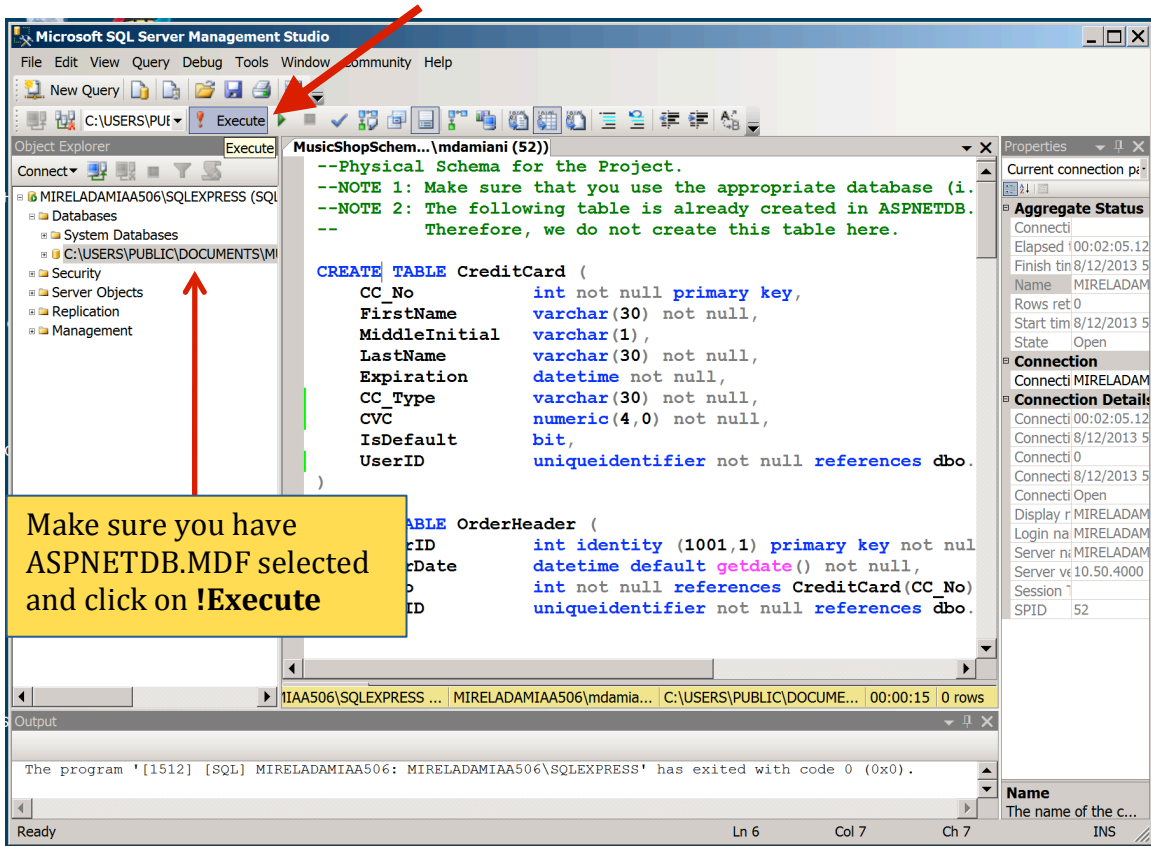 Microsoft SQL Server Management Studio
File Edit View Query Debug Tools Window Community Help
New Query
C:\USERS\PUI Execute
Object Explorer
Execute
MusicShopSchem...\mdamiani (52))
Properties
Connect
Current connection pa
MIRELADAMIAA506\SQLEXPRESS (SQL
Databases
System Databases
C:\USERS\PUBLIC\DOCUMENTS\M
Security
Server Objects
Replication
Management
--Physical Schema for the Project.
--NOTE 1: Make sure that you use the appropriate database (i.
--NOTE 2: The following table is already created in ASPNETDB.
-- Therefore, we do not create this table here.
CREATE TABLE CreditCard (
CC_No int not null primary key,
FirstName varchar(30) not null,
MiddleInitial varchar(1),
LastName varchar(30) not null,
Expiration datetime not null,
CC_Type varchar(30) not null,
CVC numeric(4,0) not null,
IsDefault bit,
UserID uniqueidentifier not null references dbo.
)
ABLE OrderHeader (
rID int identity (1001,1) primary key not nul
rDate datetime default getdate() not null,
o int not null references CreditCard(CC_No)
ID uniqueidentifier not null references dbo.
Make sure you have
ASPNETDB.MDF selected
and click on !Execute
Aggregate Status
Connecti
Elapsed t 00:02:05.12
Finish tin 8/12/2013 5
Name MIRELADAM
Rows ret 0
Start tim 8/12/2013 5
State Open
Connection
Connecti MIRELADAM
Connection Details
Connecti 00:02:05.12
Connecti 8/12/2013 5
Connecti 0
Connecti 8/12/2013 5
Connecti Open
Display r MIRELADAM
Login na MIRELADAM
Server na MIRELADAM
Server ve 10.50.4000
Session
SPID 52
IIAA506\SQLEXPRESS ... MIRELADAMIAA506\mdamia... C:\USERS\PUBLIC\DOCUME... 00:00:15 0 rows
Output
The program '[1512] [SQL] MIRELADAMIAA506: MIRELADAMIAA506\SQLEXPRESS' has exited with code 0 (0x0).
Name
The name of the c...
Ready Ln 6 Col 7 Ch 7 INS